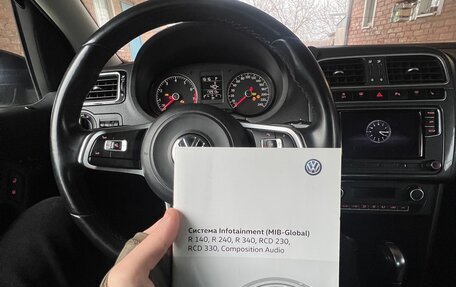 Система Infotainment (MIB-Global)
R 140, R 240, R 340, RCD 230,
RCD 330, Composition Audio